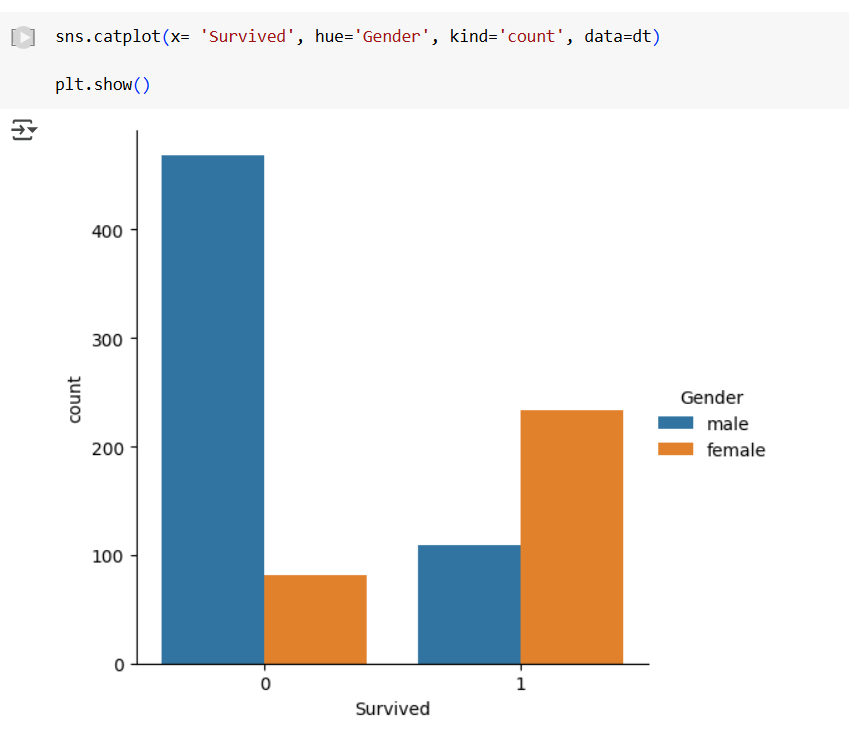 sns.catplot(x= 'Survived', hue='Gender', kind='count', data=dt)
plt.show()
400
300
200
100
0
count
0 1
Survived
Gender
male
female